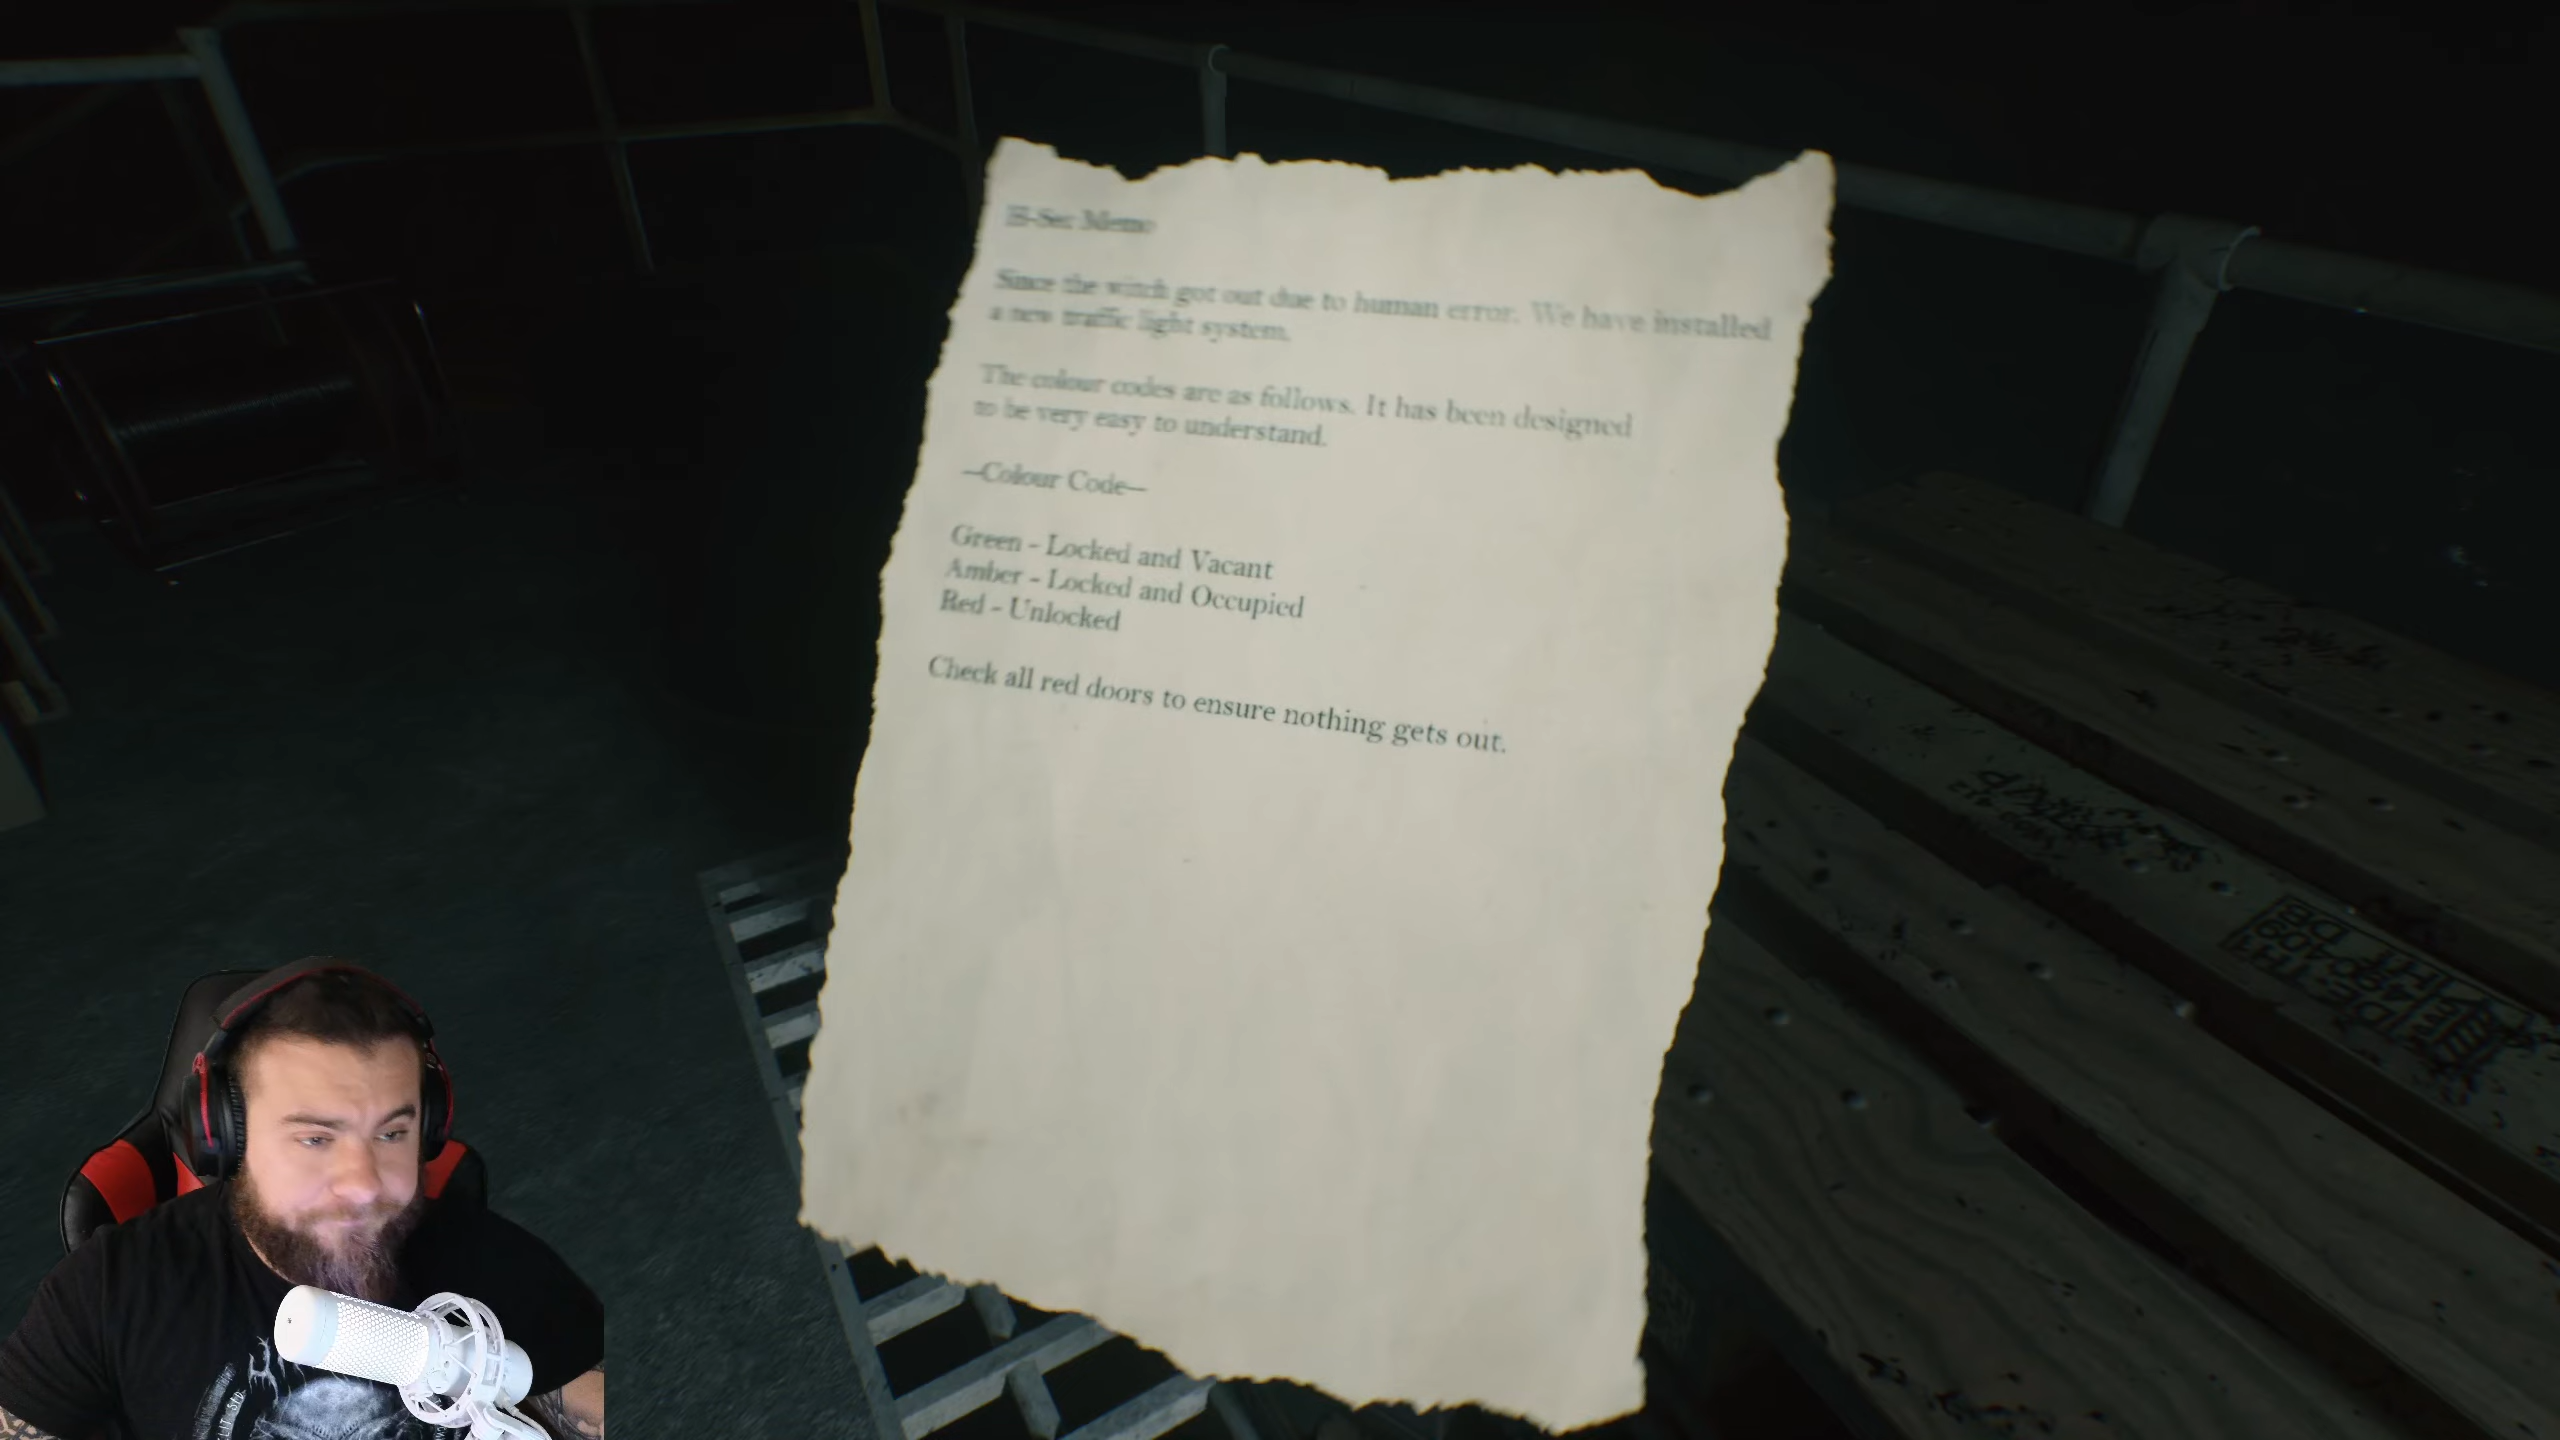 Memo
Since the witch got out due to human error. We have installed
a new traffic light system.
The colour codes are as follows. It has been designed
to be very easy to understand.
—Colour Code—
Green - Locked and Vacant
Amber - Locked and Occupied
Red - Unlocked
Check all red doors to ensure nothing gets out.